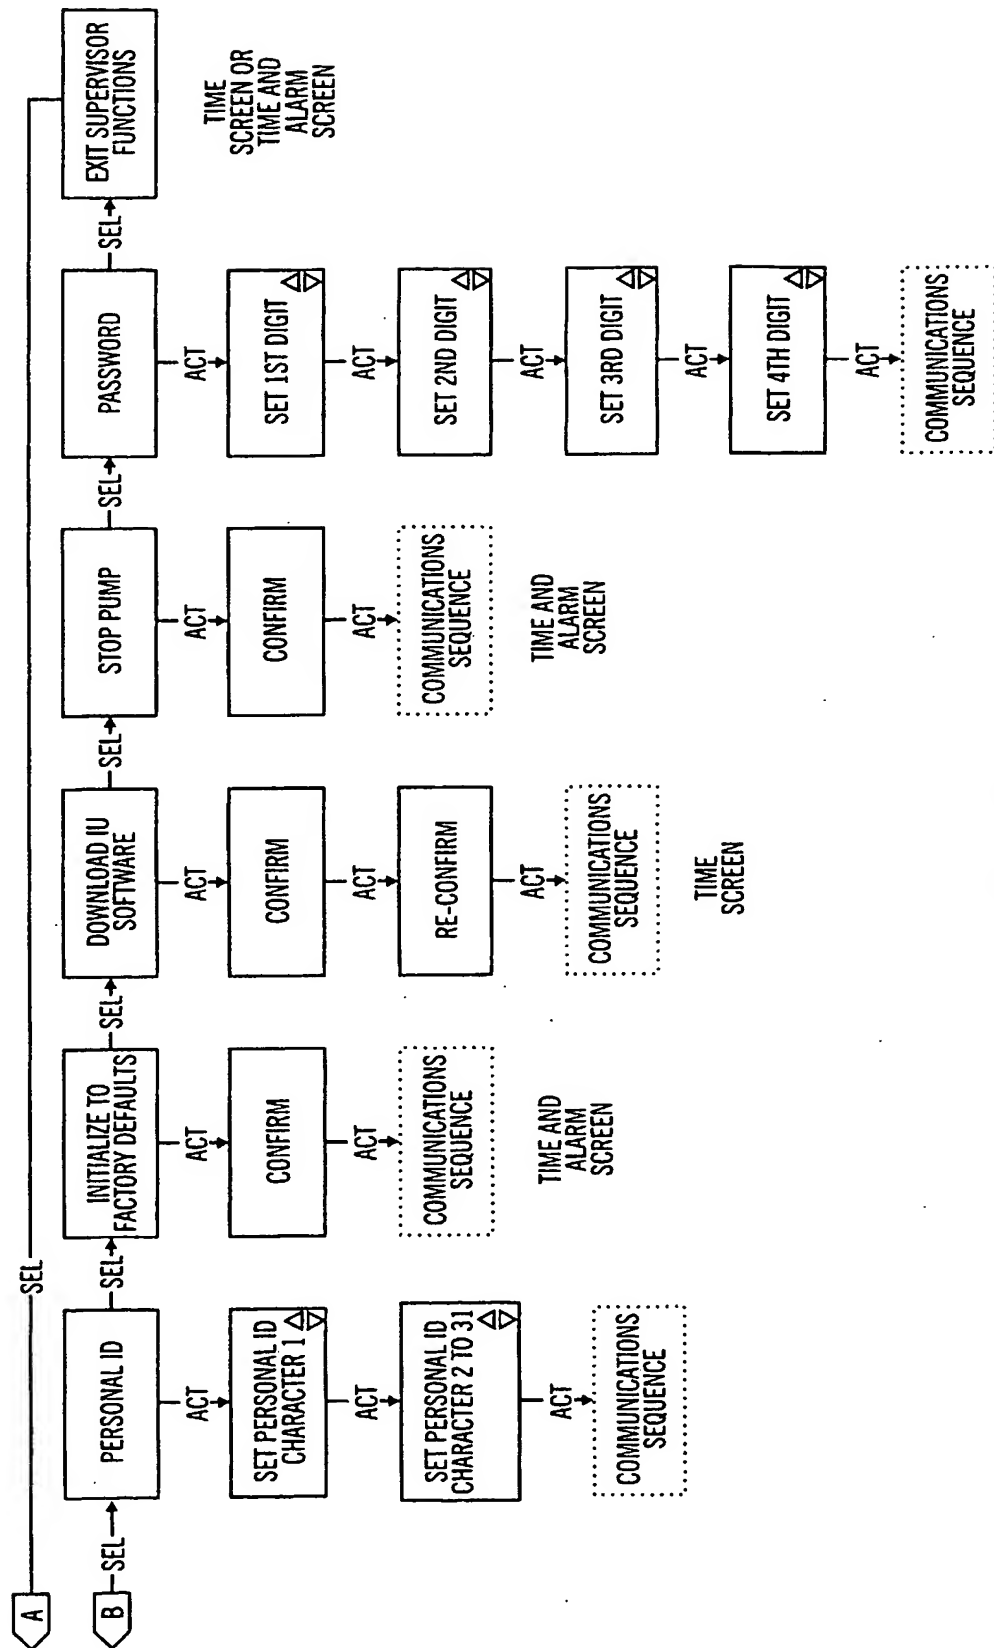 A
SEL
B
SEL
PERSONAL ID
SEL
INITIALIZE TO
FACTORY DEFAULTS
SEL
DOWNLOAD IU
SOFTWARE
SEL
STOP PUMP
SEL
PASSWORD
SEL
EXIT SUPERVISOR
FUNCTIONS
ACT
SET PERSONAL ID
CHARACTER 1
ACT
SET PERSONAL ID
CHARACTER 2 TO 31
ACT
COMMUNICATIONS
SEQUENCE
ACT
CONFIRM
ACT
COMMUNICATIONS
SEQUENCE
TIME AND
ALARM
SCREEN
ACT
CONFIRM
ACT
RE-CONFIRM
ACT
COMMUNICATIONS
SEQUENCE
TIME
SCREEN
ACT
CONFIRM
ACT
COMMUNICATIONS
SEQUENCE
TIME AND
ALARM
SCREEN
ACT
SET 1ST DIGIT
ACT
SET 2ND DIGIT
ACT
SET 3RD DIGIT
ACT
SET 4TH DIGIT
ACT
COMMUNICATIONS
SEQUENCE
TIME
SCREEN OR
TIME AND
ALARM
SCREEN